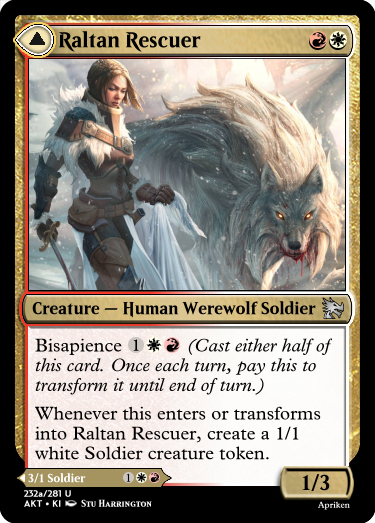 Raltan Rescuer
Creature — Human Werewolf Soldier
Bisapience 1 (Cast either half of
this card. Once each turn, pay this to
transform it until end of turn.)
Whenever this enters or transforms
into Raltan Rescuer, create a 1/1
white Soldier creature token.
3/1 Soldier 1
1/3
232a/281 U
AKT • KI Stu Harrington
Apriken